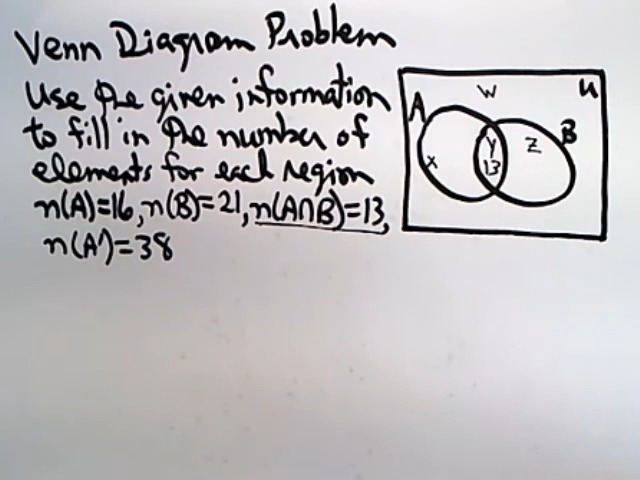 Venn Diagram Problem
Use the given information
to fill in the number of
elements for each region
n(A)=16, n(B)=21, n(A∩B)=13,
n(A')=38
W
U
A
B
X
Y
Z
13